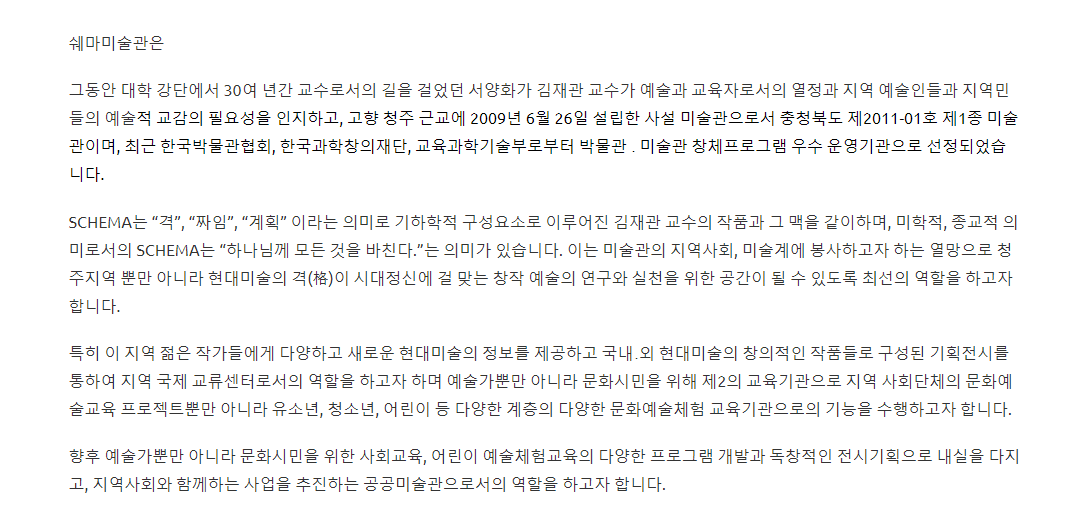 쉐마미술관은
그동안 대학 강단에서 30여 년간 교수로서의 길을 걸었던 서양화가 김재관 교수가 예술과 교육자로서의 열정과 지역 예술인들과 지역민
들의 예술적 교감의 필요성을 인지하고, 고향 청주 근교에 2009년 6월 26일 설립한 사설 미술관으로서 충청북도 제2011-01호 제1종 미술
관이며, 최근 한국박물관협회, 한국과학창의재단, 교육과학기술부로부터 박물관 . 미술관 창체프로그램 우수 운영기관으로 선정되었습
니다.
SCHEMA는 “격”, “짜임”, “계획” 이라는 의미로 기하학적 구성요소로 이루어진 김재관 교수의 작품과 그 맥을 같이하며, 미학적, 종교적 의
미로서의 SCHEMA는 “하나님께 모든 것을 바친다.”는 의미가 있습니다. 이는 미술관의 지역사회, 미술계에 봉사하고자 하는 열망으로 청
주지역 뿐만 아니라 현대미술의 격(格)이 시대정신에 걸 맞는 창작 예술의 연구와 실천을 위한 공간이 될 수 있도록 최선의 역할을 하고자
합니다.
특히 이 지역 젊은 작가들에게 다양하고 새로운 현대미술의 정보를 제공하고 국내.외 현대미술의 창의적인 작품들로 구성된 기획전시를
통하여 지역 국제 교류센터로서의 역할을 하고자 하며 예술가뿐만 아니라 문화시민을 위해 제2의 교육기관으로 지역 사회단체의 문화예
술교육 프로젝트뿐만 아니라 유소년, 청소년, 어린이 등 다양한 계층의 다양한 문화예술체험 교육기관으로의 기능을 수행하고자 합니다.
향후 예술가뿐만 아니라 문화시민을 위한 사회교육, 어린이 예술체험교육의 다양한 프로그램 개발과 독창적인 전시기획으로 내실을 다지
고, 지역사회와 함께하는 사업을 추진하는 공공미술관으로서의 역할을 하고자 합니다.